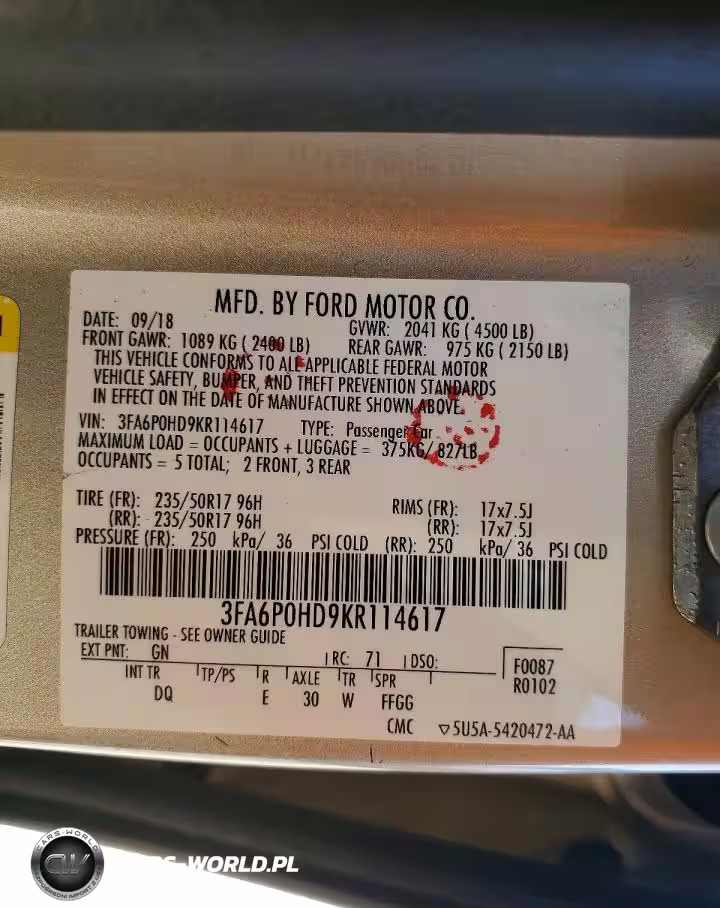 MFD. BY FORD MOTOR CO.
DATE: 09/18
GVWR: 2041 KG ( 4500 LB)
FRONT GAWR: 1089 KG ( 2400 LB)
REAR GAWR: 975 KG ( 2150 LB)
THIS VEHICLE CONFORMS TO ALL APPLICABLE FEDERAL MOTOR
VEHICLE SAFETY, BUMPER, AND THEFT PREVENTION STANDARDS
IN EFFECT ON THE DATE OF MANUFACTURE SHOWN ABOVE.
VIN: 3FA6P0HD9KR114617 TYPE: Passenger Car
MAXIMUM LOAD = OCCUPANTS + LUGGAGE = 375KG/ 827LB
OCCUPANTS = 5 TOTAL; 2 FRONT, 3 REAR
TIRE (FR): 235/50R17 96H RIMS (FR): 17x7.5J
(RR): 235/50R17 96H (RR): 17x7.5J
PRESSURE (FR): 250 kPa/ 36 PSI COLD (RR): 250 kPa/ 36 PSI COLD
3FA6P0HD9KR114617
TRAILER TOWING - SEE OWNER GUIDE
EXT PNT: GN RC: 71 DSO:
F0087
R0102
INT TR TP/PS R AXLE TR SPR
DQ E 30 W FFGG
CMC ▽5U5A-5420472-AA
CARS-WORLD
CW
CARS-WORLD.PL